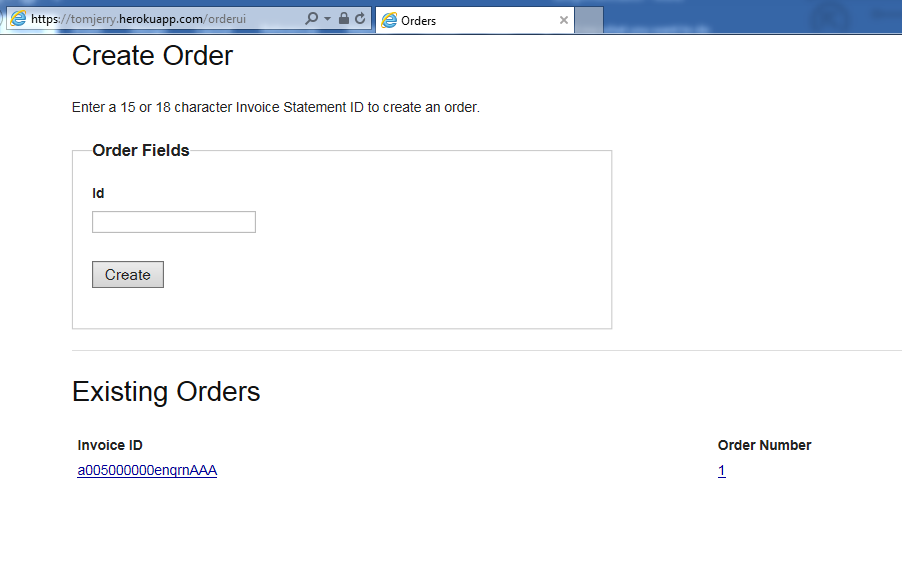 https://tomjerry.herokuapp.com/orderui
Orders
Create Order
Enter a 15 or 18 character Invoice Statement ID to create an order.
Order Fields
Id
Create
Existing Orders
Invoice ID
Order Number
a005000000enqrnAAA
1